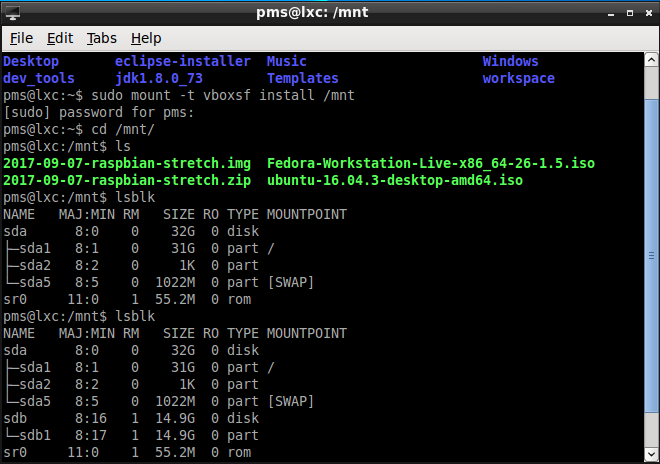 pms@lxc: /mnt
File Edit Tabs Help
Desktop       eclipse-installer  Music                      Windows
dev_tools     jdk1.8.0_73        Templates                  workspace
pms@lxc:~$ sudo mount -t vboxsf install /mnt
[sudo] password for pms:
pms@lxc:~$ cd /mnt/
pms@lxc:/mnt$ ls
2017-09-07-raspbian-stretch.img  Fedora-Workstation-Live-x86_64-26-1.5.iso
2017-09-07-raspbian-stretch.zip  ubuntu-16.04.3-desktop-amd64.iso
pms@lxc:/mnt$ lsblk
NAME   MAJ:MIN RM   SIZE RO TYPE MOUNTPOINT
sda      8:0    0    32G  0 disk
├─sda1   8:1    0    31G  0 part /
├─sda2   8:2    0     1K  0 part
└─sda5   8:5    0  1022M  0 part [SWAP]
sr0     11:0    1  55.2M  0 rom
pms@lxc:/mnt$ lsblk
NAME   MAJ:MIN RM   SIZE RO TYPE MOUNTPOINT
sda      8:0    0    32G  0 disk
├─sda1   8:1    0    31G  0 part /
├─sda2   8:2    0     1K  0 part
└─sda5   8:5    0  1022M  0 part [SWAP]
sdb      8:16   1  14.9G  0 disk
└─sdb1   8:17   1  14.9G  0 part
sr0     11:0    1  55.2M  0 rom